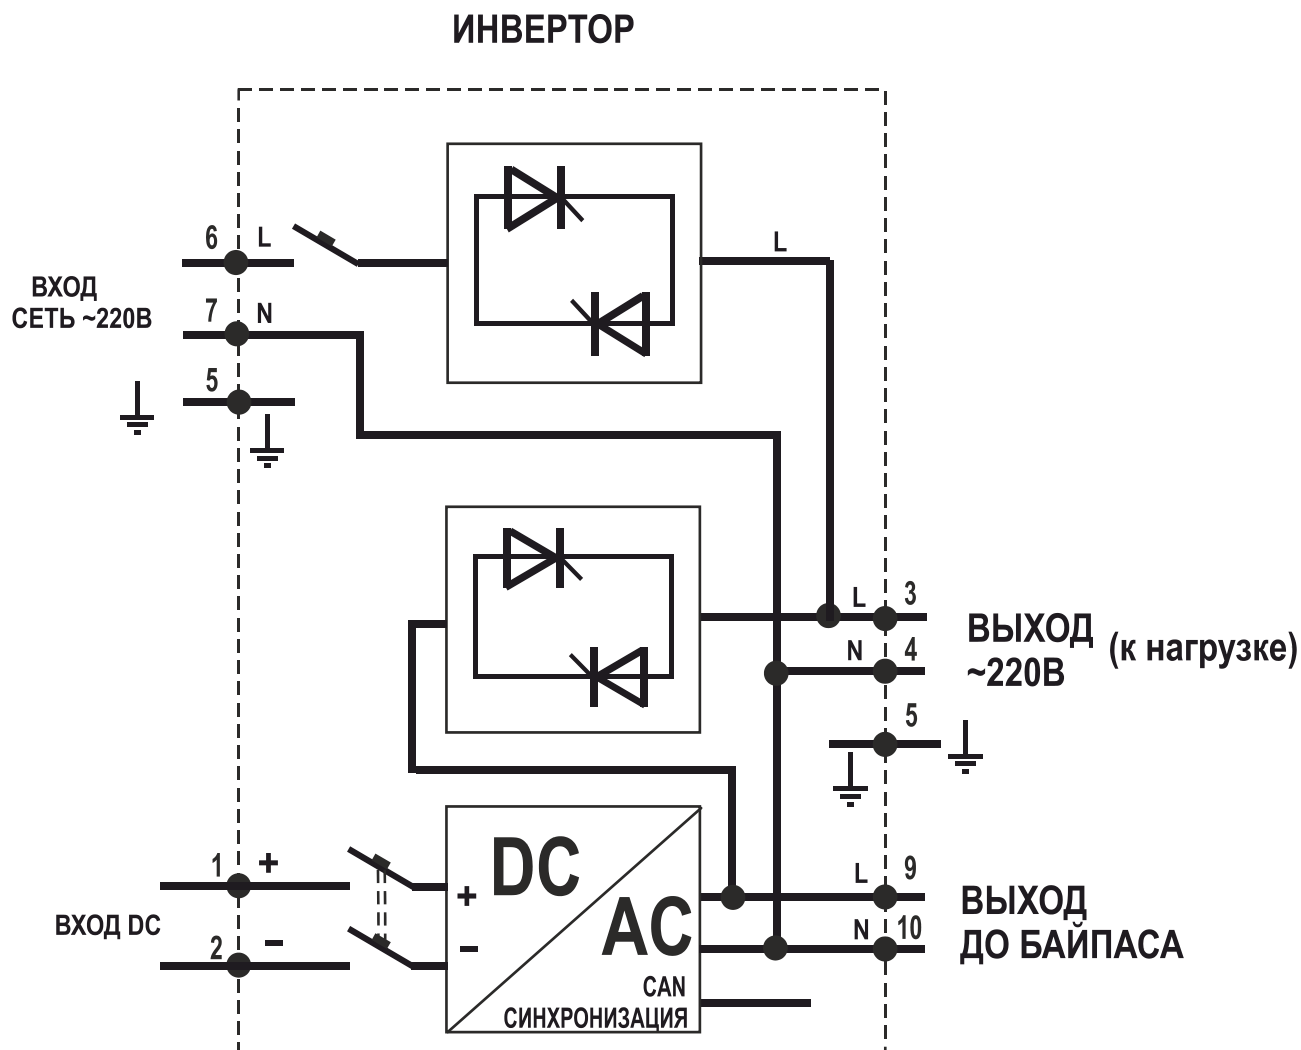 ИНВЕРТОР
6 L
L
ВХОД
СЕТЬ ~220В
7 N
5
L 3
ВЫХОД (к нагрузке)
~220В
N 4
5
1 +
DC
+
L 9
ВЫХОД
ДО БАЙПАСА
ВХОД DC
AC
N 10
2 −
−
CAN
СИНХРОНИЗАЦИЯ